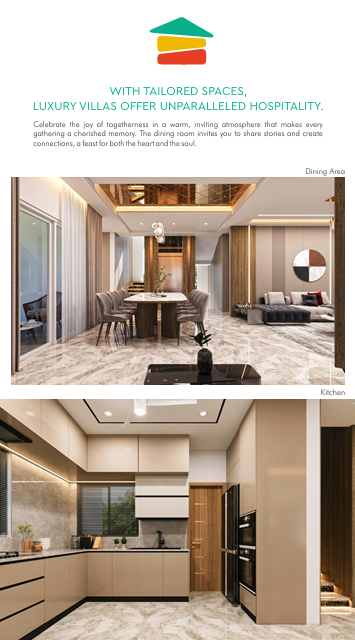 WITH TAILORED SPACES,
LUXURY VILLAS OFFER UNPARALLELED HOSPITALITY.
Celebrate the joy of togetherness in a warm, inviting atmosphere that makes every
gathering a cherished memory. The dining room invites you to share stories and create
connections, a feast for both the heart and the soul.
Dining Area
Kitchen